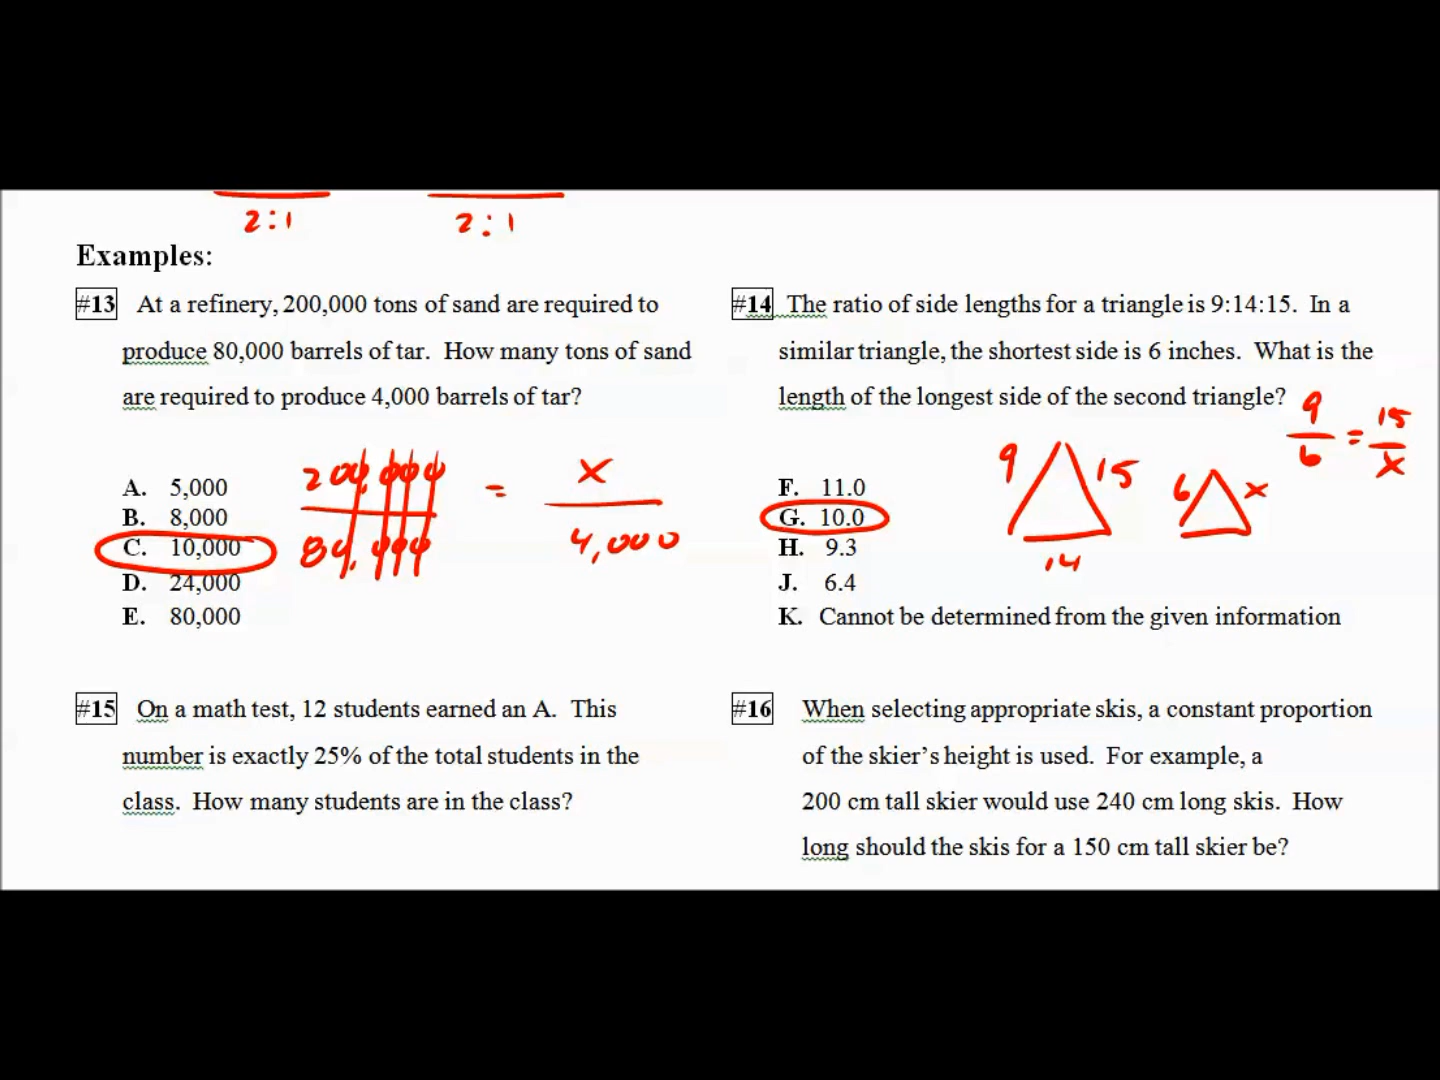 2:1 2:1
Examples:
#13 At a refinery, 200,000 tons of sand are required to
produce 80,000 barrels of tar. How many tons of sand
are required to produce 4,000 barrels of tar?
A. 5,000
B. 8,000
C. 10,000
D. 24,000
E. 80,000
200,000 = x
80,000 4,000
#14 The ratio of side lengths for a triangle is 9:14:15. In a
similar triangle, the shortest side is 6 inches. What is the
length of the longest side of the second triangle?
9 = 15
6 x
9 15 6 x
14
F. 11.0
G. 10.0
H. 9.3
J. 6.4
K. Cannot be determined from the given information
#15 On a math test, 12 students earned an A. This
number is exactly 25% of the total students in the
class. How many students are in the class?
#16 When selecting appropriate skis, a constant proportion
of the skier's height is used. For example, a
200 cm tall skier would use 240 cm long skis. How
long should the skis for a 150 cm tall skier be?